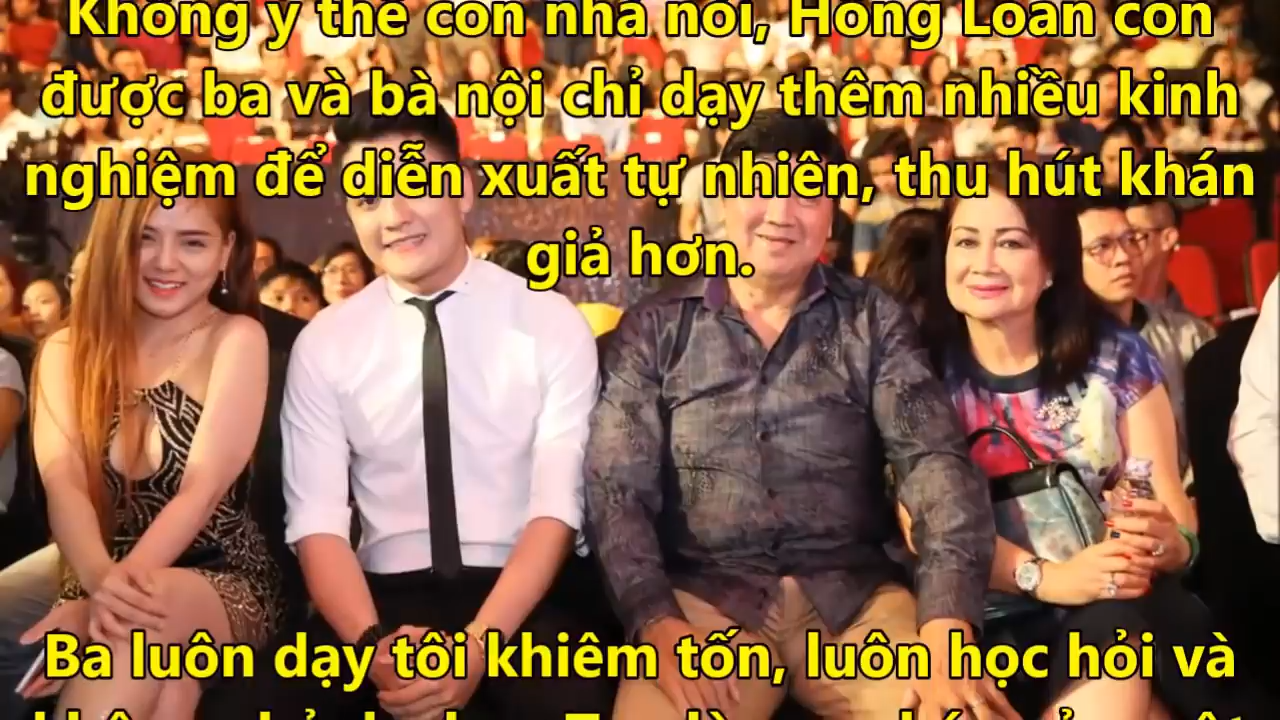 Không ỷ thế con nhà nòi, Hồng Loan còn
được ba và bà nội chỉ dạy thêm nhiều kinh
nghiệm để diễn xuất tự nhiên, thu hút khán
giả hơn.
Ba luôn dạy tôi khiêm tốn, luôn học hỏi và